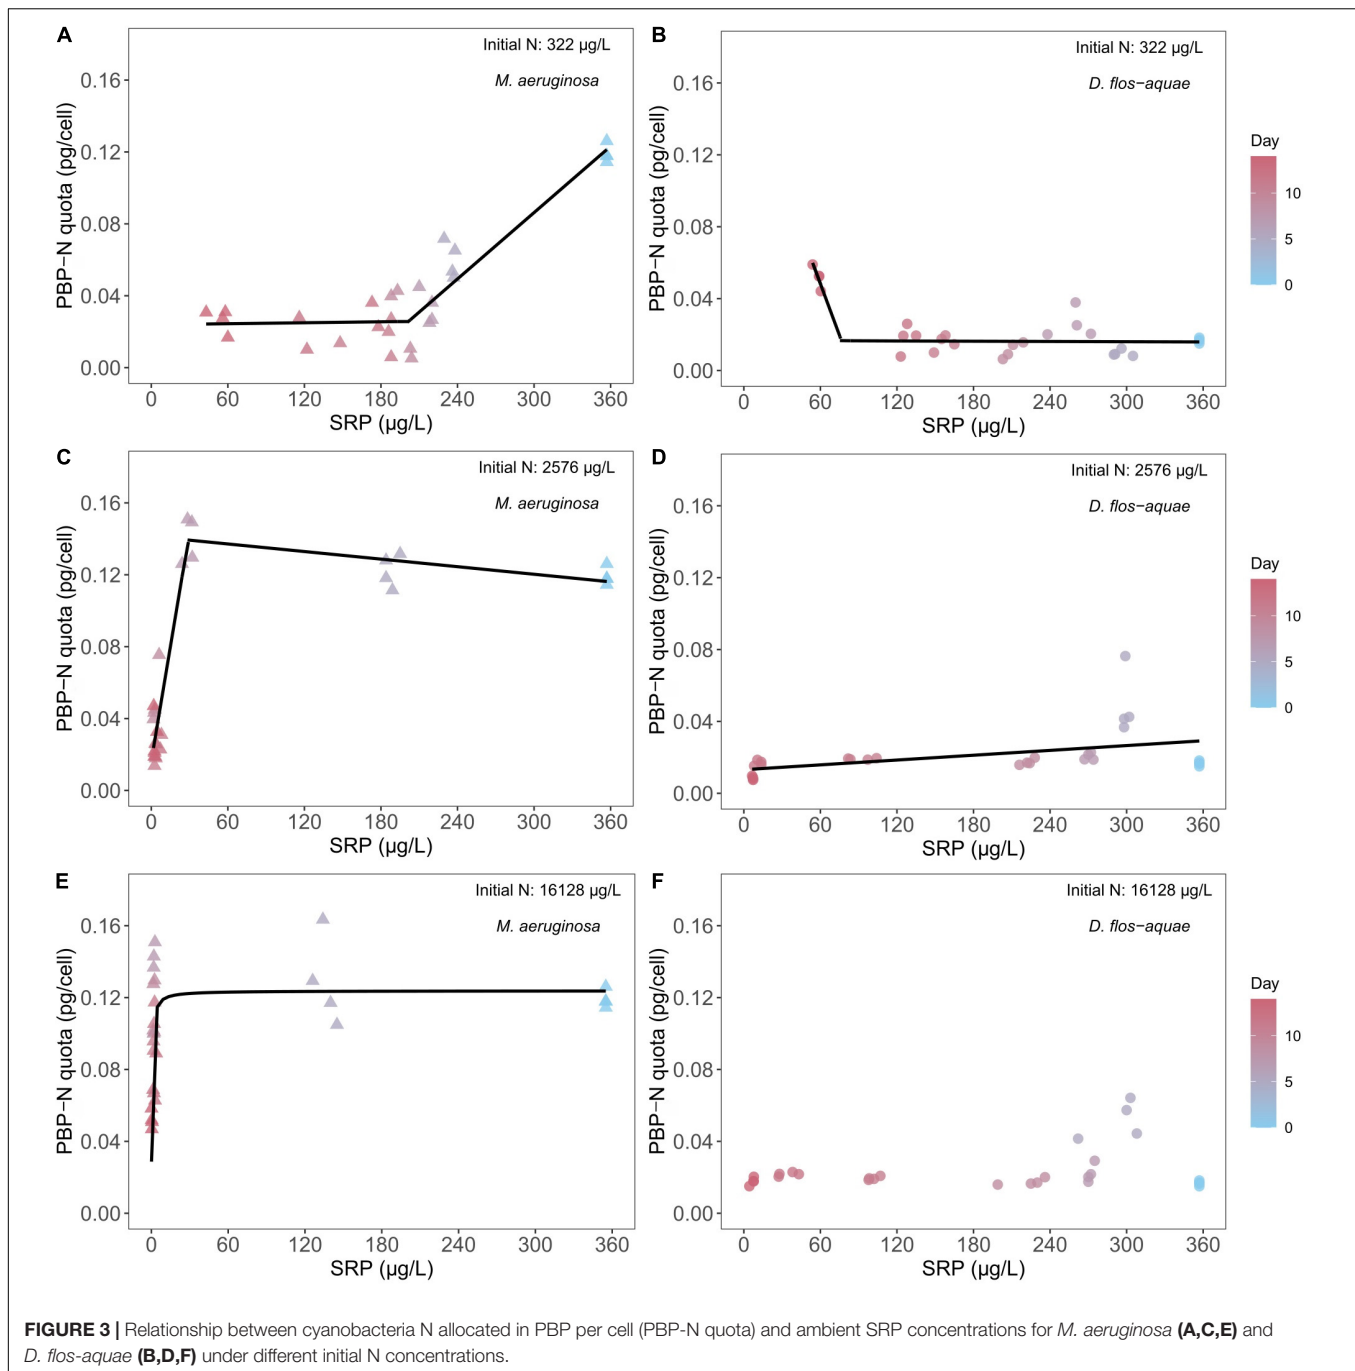 A
Initial N: 322 µg/L
M. aeruginosa
PBP−N quota (pg/cell)
0.16
0.12
0.08
0.04
0.00
0 60 120 180 240 300 360
SRP (µg/L)
B
Initial N: 322 µg/L
D. flos−aquae
PBP−N quota (pg/cell)
0.16
0.12
0.08
0.04
0.00
0 60 120 180 240 300 360
SRP (µg/L)
Day
10
5
0
C
Initial N: 2576 µg/L
M. aeruginosa
PBP−N quota (pg/cell)
0.16
0.12
0.08
0.04
0.00
0 60 120 180 240 300 360
SRP (µg/L)
D
Initial N: 2576 µg/L
D. flos−aquae
PBP−N quota (pg/cell)
0.16
0.12
0.08
0.04
0.00
0 60 120 180 240 300 360
SRP (µg/L)
Day
10
5
0
E
Initial N: 16128 µg/L
M. aeruginosa
PBP−N quota (pg/cell)
0.16
0.12
0.08
0.04
0.00
0 60 120 180 240 300 360
SRP (µg/L)
F
Initial N: 16128 µg/L
D. flos−aquae
PBP−N quota (pg/cell)
0.16
0.12
0.08
0.04
0.00
0 60 120 180 240 300 360
SRP (µg/L)
Day
10
5
0
FIGURE 3 | Relationship between cyanobacteria N allocated in PBP per cell (PBP-N quota) and ambient SRP concentrations for M. aeruginosa (A,C,E) and
D. flos-aquae (B,D,F) under different initial N concentrations.